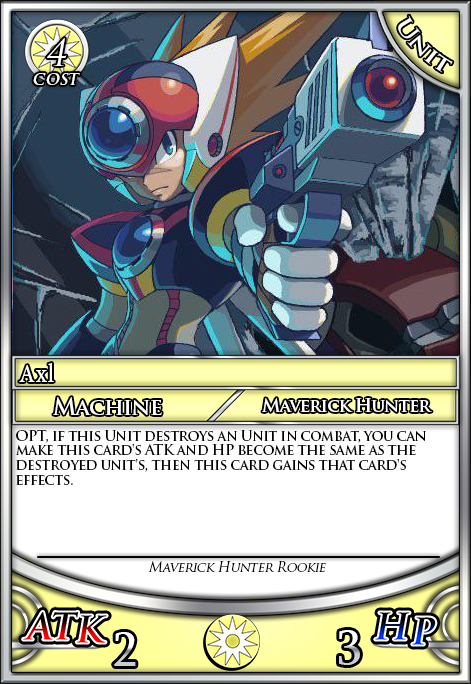 4
COST
UNIT
Axl
MACHINE
MAVERICK HUNTER
OPT, IF THIS UNIT DESTROYS AN UNIT IN COMBAT, YOU CAN
MAKE THIS CARD'S ATK AND HP BECOME THE SAME AS THE
DESTROYED UNIT'S, THEN THIS CARD GAINS THAT CARD'S
EFFECTS.
MAVERICK HUNTER ROOKIE
ATK 2
3 HP